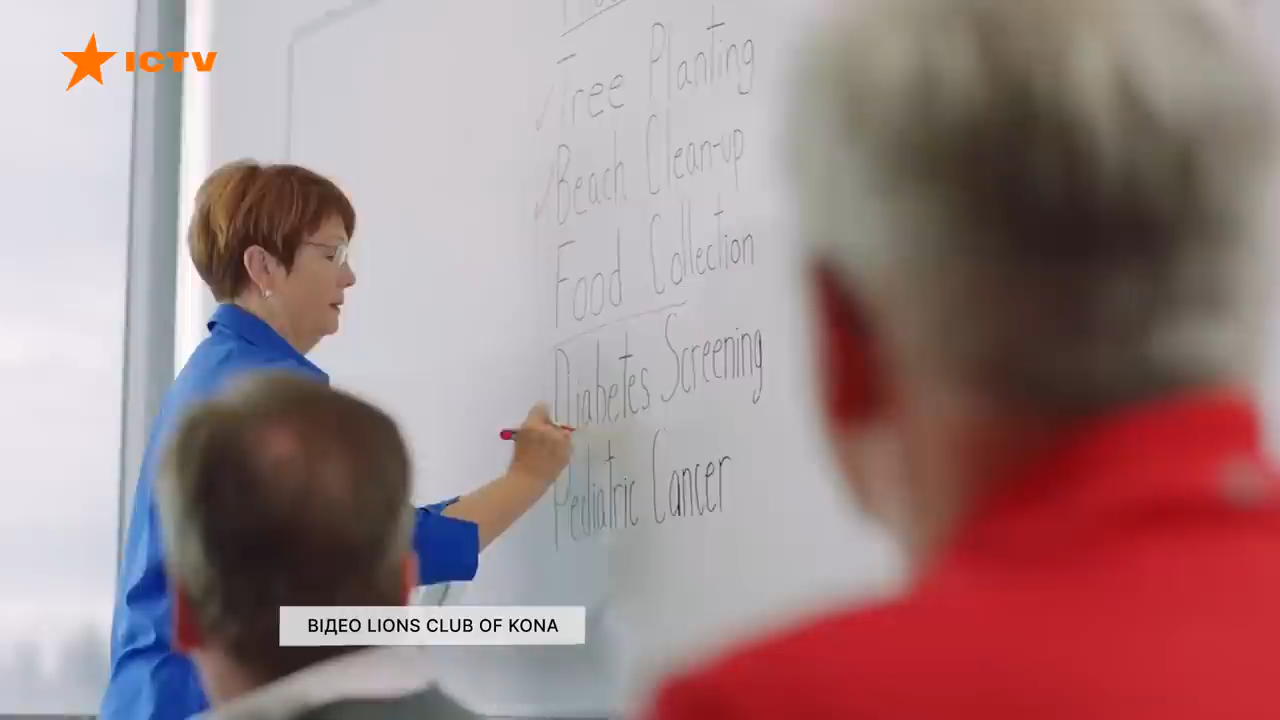 ICTV
Tree Planting
Beach Clean-up
Food Collection
Diabetes Screening
Pediatric Cancer
ВІДЕО LIONS CLUB OF KONA